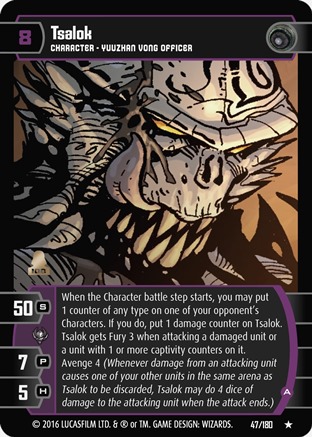 8
Tsalok
CHARACTER - YUUZHAN VONG OFFICER
50 S
7 P
5 H
When the Character battle step starts, you may put
1 counter of any type on one of your opponent's
Characters. If you do, put 1 damage counter on Tsalok.
Tsalok gets Fury 3 when attacking a damaged unit or
a unit with 1 or more captivity counters on it.
Avenge 4 (Whenever damage from an attacking unit
causes one of your other units in the same arena as
Tsalok to be discarded, Tsalok may do 4 dice of
damage to the attacking unit when the attack ends.)
A
© 2016 LUCASFILM LTD. & ® or TM. GAME DESIGN: WIZARDS.
47/180